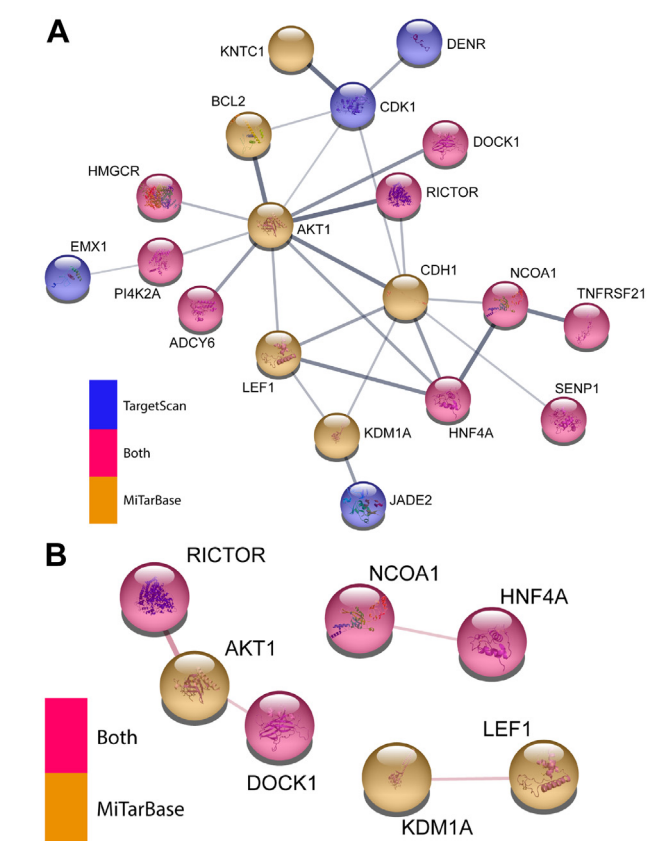 A
KNTC1
DENR
BCL2
CDK1
DOCK1
HMGCR
RICTOR
AKT1
EMX1
CDH1
NCOA1
PI4K2A
TNFRSF21
ADCY6
LEF1
SENP1
TargetScan
KDM1A
HNF4A
Both
MiTarBase
JADE2
B
RICTOR
NCOA1
HNF4A
AKT1
Both
LEF1
DOCK1
MiTarBase
KDM1A